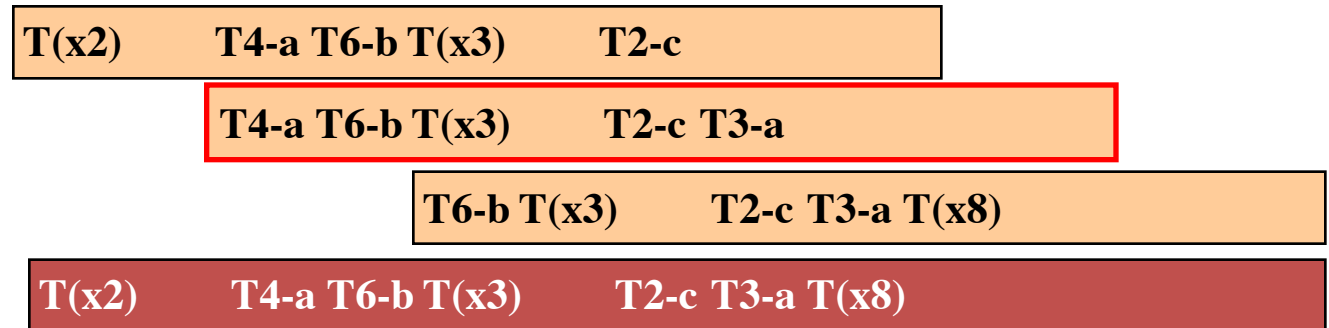 T(x2) T4-a T6-b T(x3) T2-c
T4-a T6-b T(x3) T2-c T3-a
T6-b T(x3) T2-c T3-a T(x8)
T(x2) T4-a T6-b T(x3) T2-c T3-a T(x8)